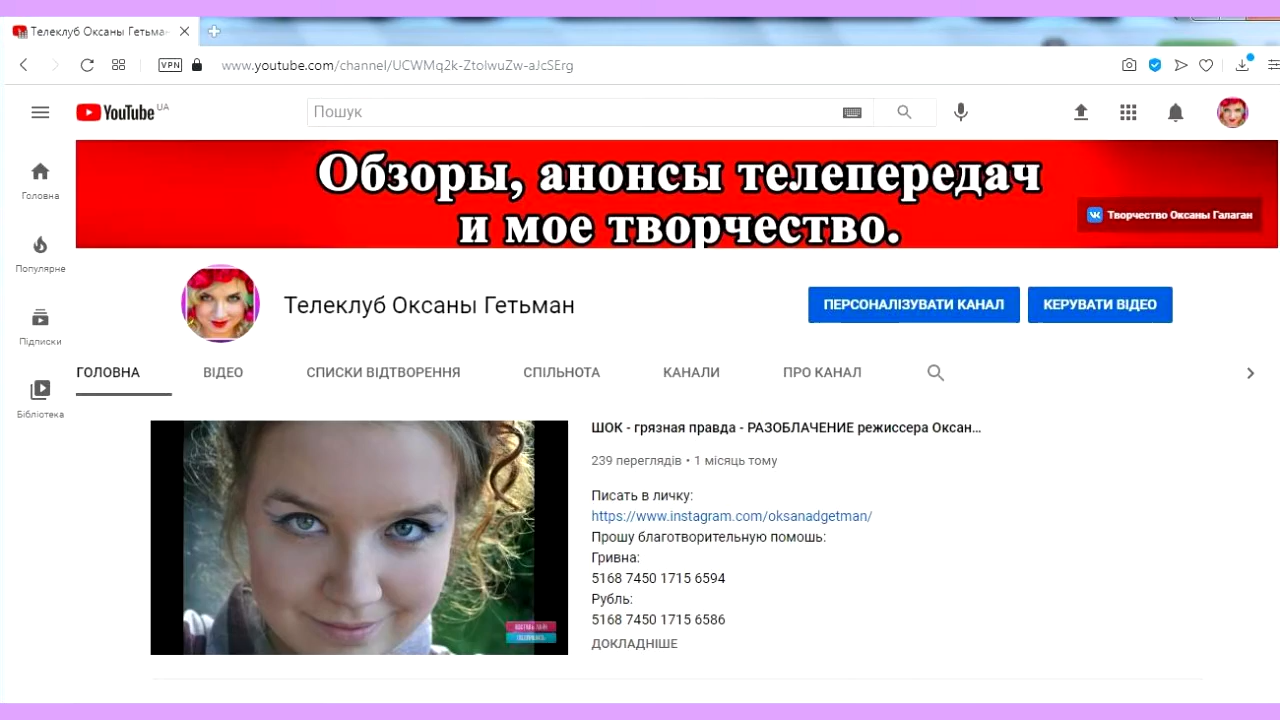 Телеклуб Оксаны Гетьма
VPN
www.youtube.com/channel/UCWMq2k-ZtolwuZw-aJcSErg
YouTube UA
Пошук
Головна
Популярне
Підписки
Бібліотека
Обзоры, анонсы телепередач
и мое творчество.
Творчество Оксаны Галаган
Телеклуб Оксаны Гетьман
ПЕРСОНАЛІЗУВАТИ КАНАЛ
КЕРУВАТИ ВІДЕО
ГОЛОВНА
ВІДЕО
СПИСКИ ВІДТВОРЕННЯ
СПІЛЬНОТА
КАНАЛИ
ПРО КАНАЛ
ШОК - грязная правда - РАЗОБЛАЧЕНИЕ режиссера Оксан...
239 переглядів • 1 місяць тому
Писать в личку:
https://www.instagram.com/oksanadgetman/
Прошу благотворительную помошь:
Гривна:
5168 7450 1715 6594
Рубль:
5168 7450 1715 6586
ДОКЛАДНІШЕ